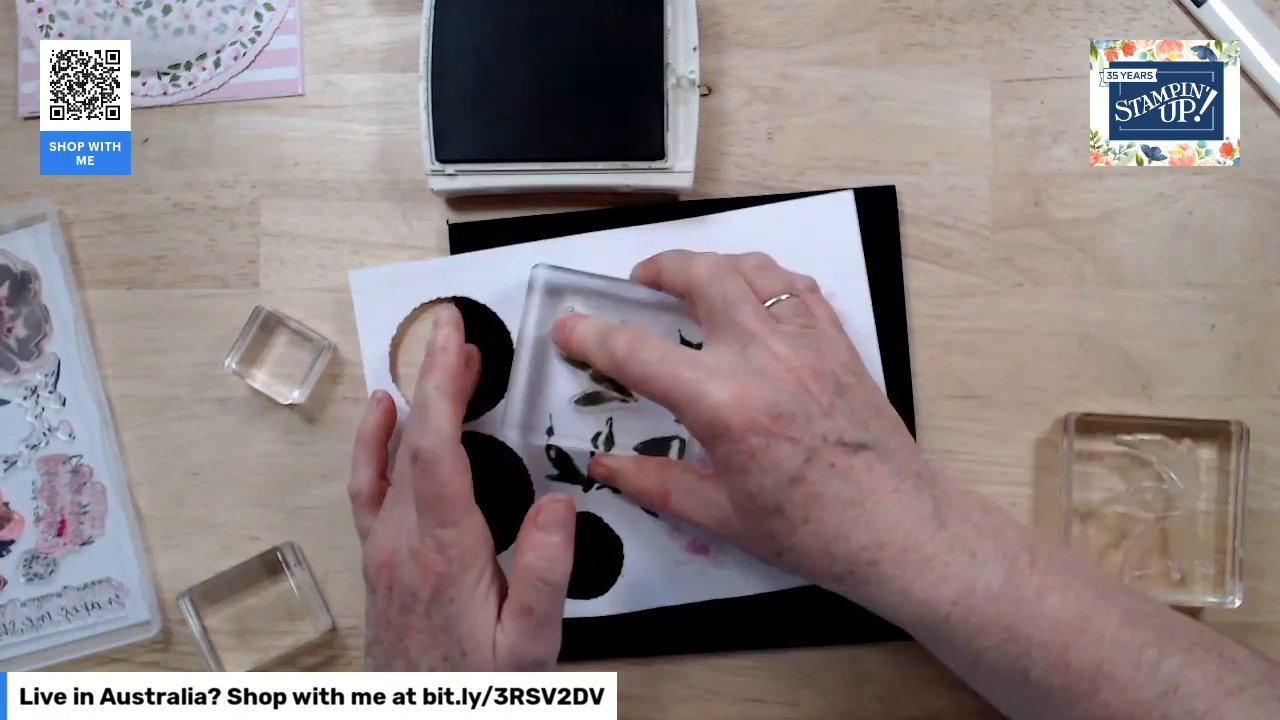 SHOP WITH
ME
35 YEARS
STAMPIN'
UP!
Live in Australia? Shop with me at bit.ly/3RSV2DV